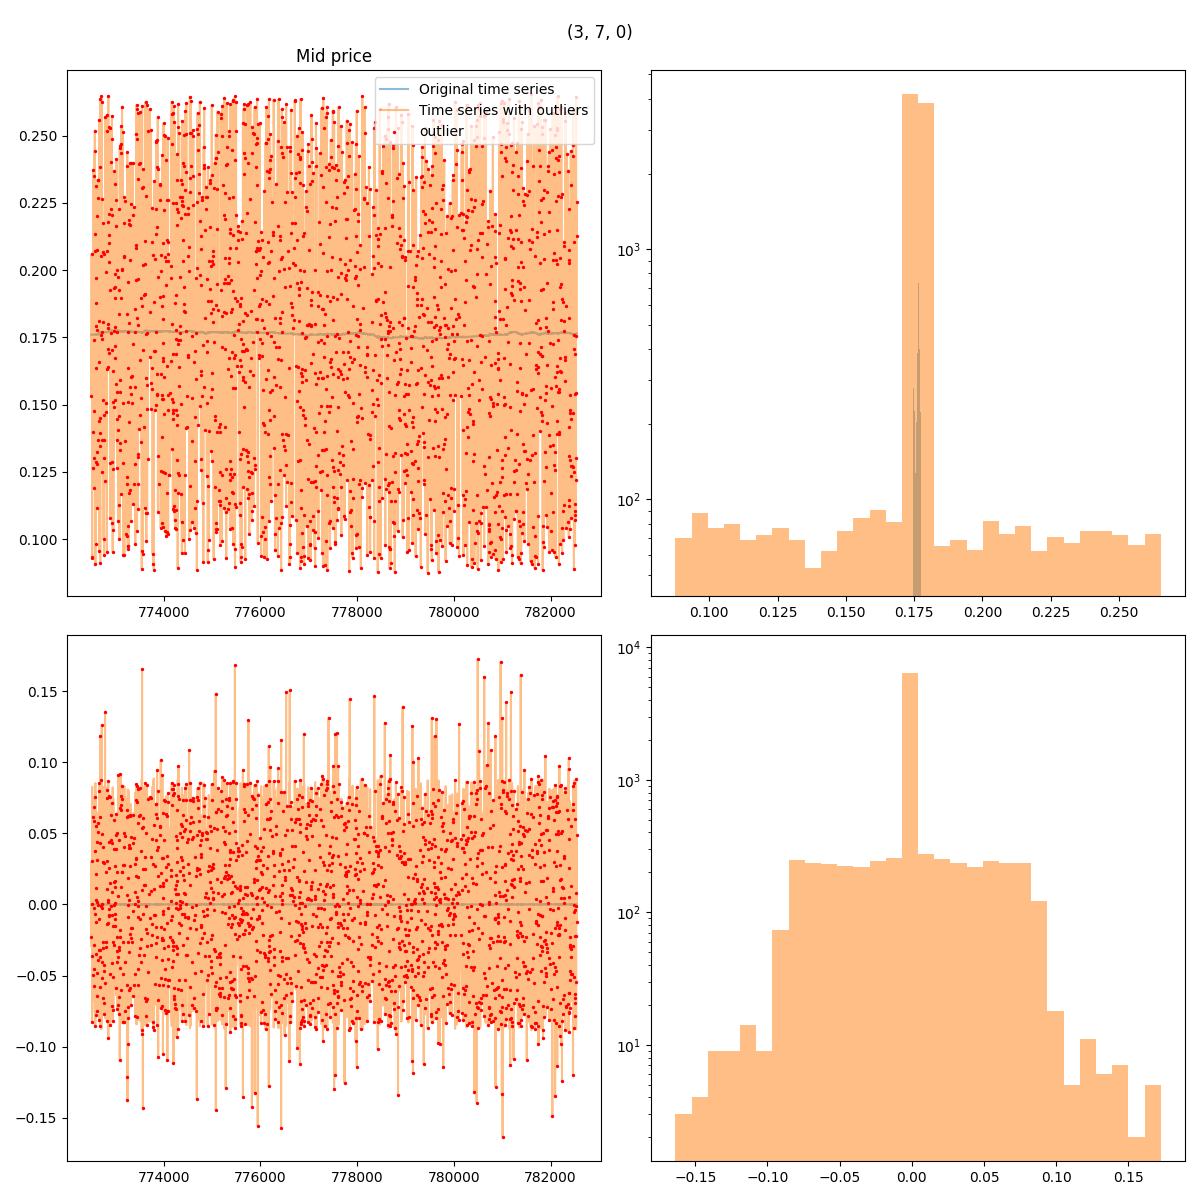 (3, 7, 0)
Mid price
Original time series
Time series with outliers
outlier
0.250
0.225
0.200
0.175
0.150
0.125
0.100
774000 776000 778000 780000 782000
10³
10²
0.100 0.125 0.150 0.175 0.200 0.225 0.250
0.15
0.10
0.05
0.00
−0.05
−0.10
−0.15
774000 776000 778000 780000 782000
10⁴
10³
10²
10¹
−0.15 −0.10 −0.05 0.00 0.05 0.10 0.15